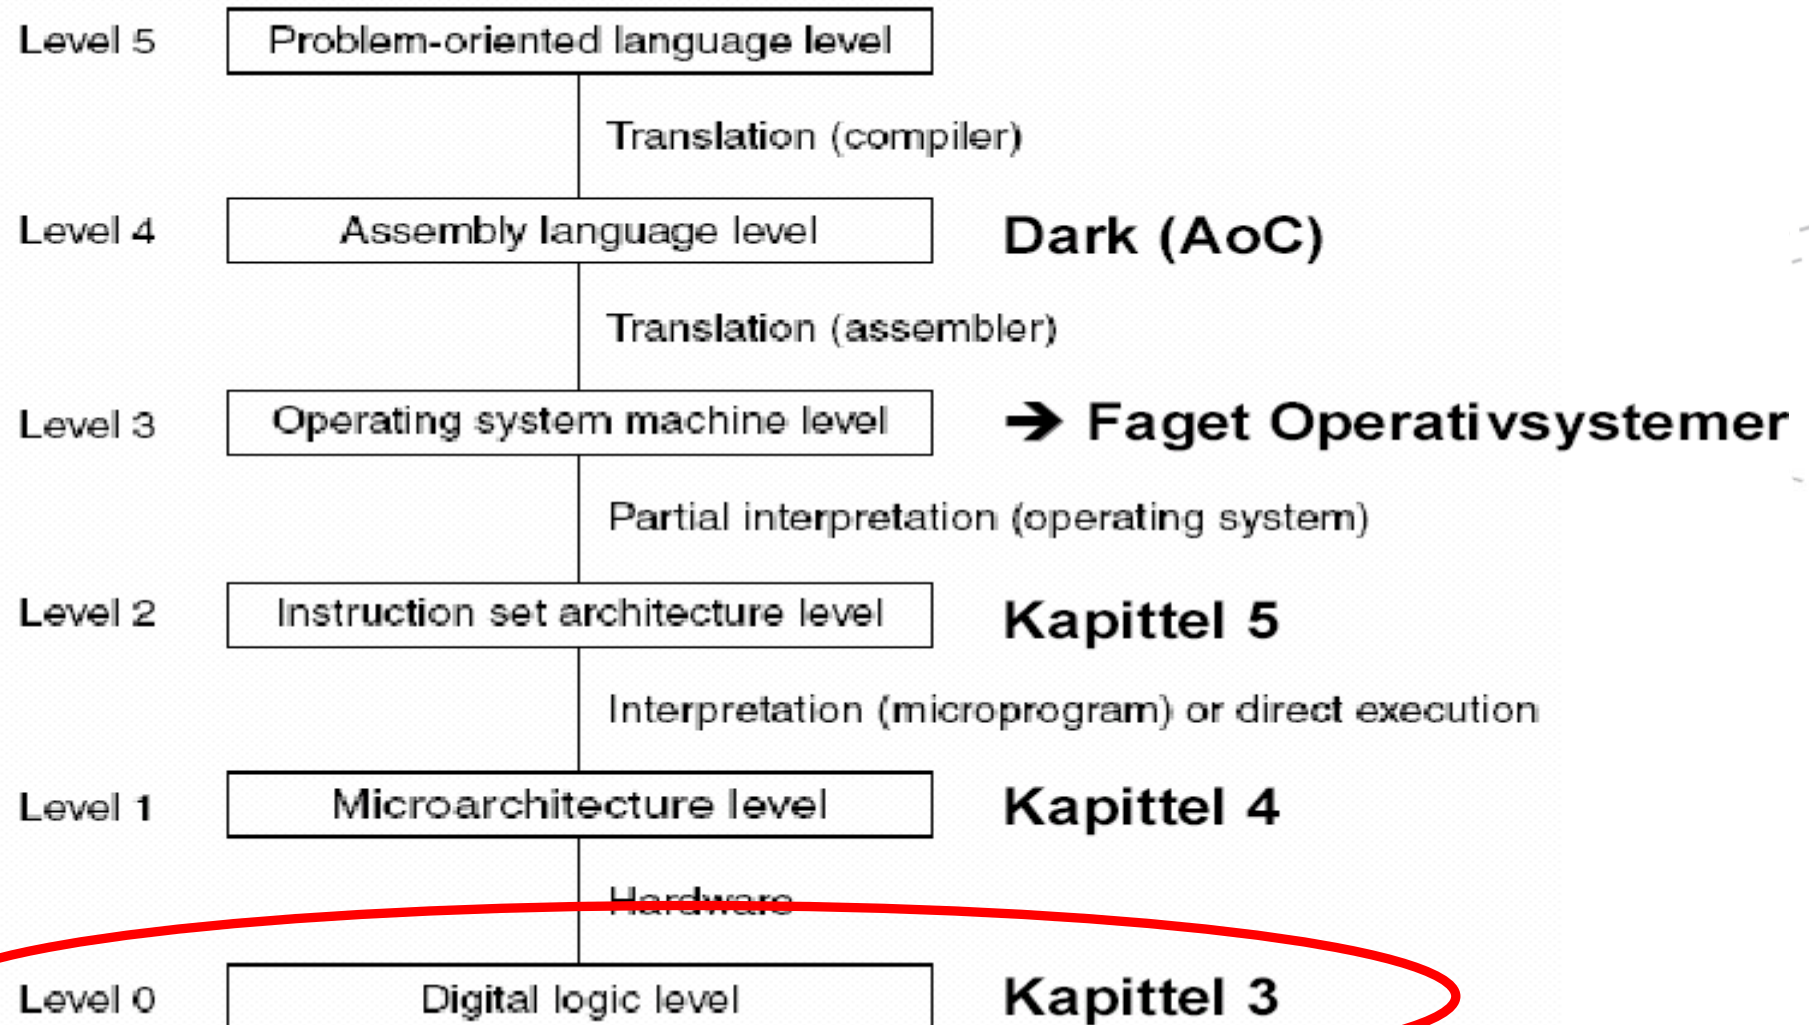 Level 5 Problem-oriented language level
Translation (compiler)
Level 4 Assembly language level Dark (AoC)
Translation (assembler)
Level 3 Operating system machine level ➔ Faget Operativsystemer
Partial interpretation (operating system)
Level 2 Instruction set architecture level Kapittel 5
Interpretation (microprogram) or direct execution
Level 1 Microarchitecture level Kapittel 4
Hardware
Level 0 Digital logic level Kapittel 3